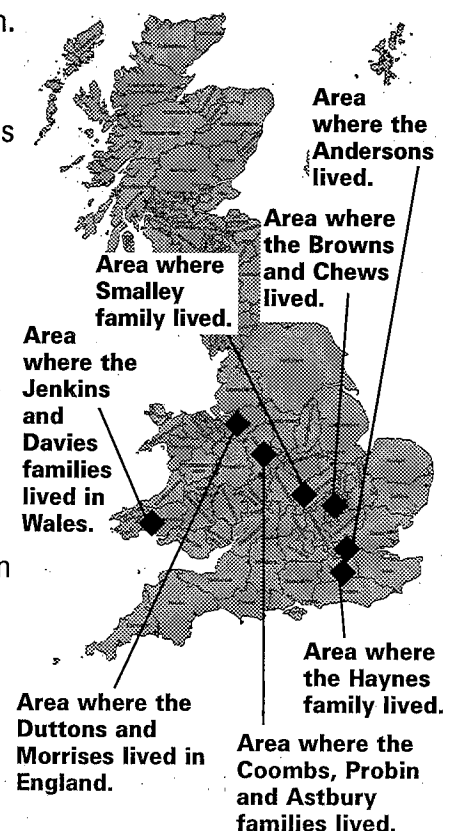 n.
s
n
Area
where the
Andersons
lived.
Area where
the Browns
and Chews
lived.
Area where
Smalley
family lived.
Area
where the
Jenkins
and
Davies
families
lived in
Wales.
Area where
the Haynes
family lived.
Area where the
Duttons and
Morrises lived in
England.
Area where the
Coombs, Probin
and Astbury
families lived.